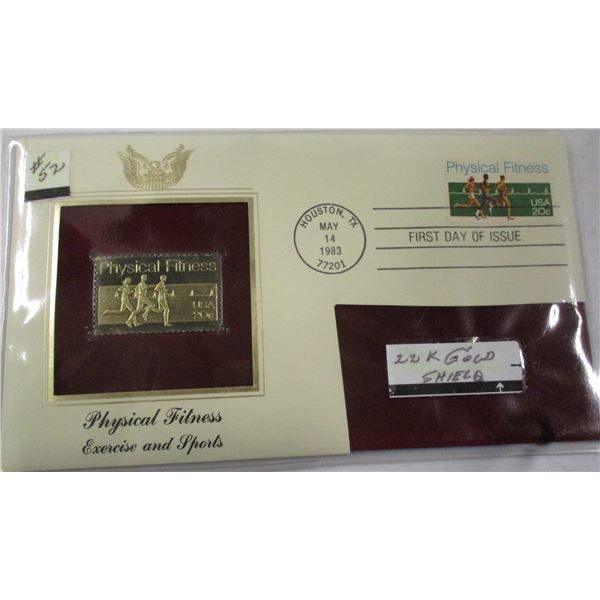 #52
Physical Fitness
USA
20c
Physical Fitness
Exercise and Sports
HOUSTON, TX
MAY
14
1983
77201
FIRST DAY OF ISSUE
Physical Fitness
USA
20c
22K GOLD
SHIELD